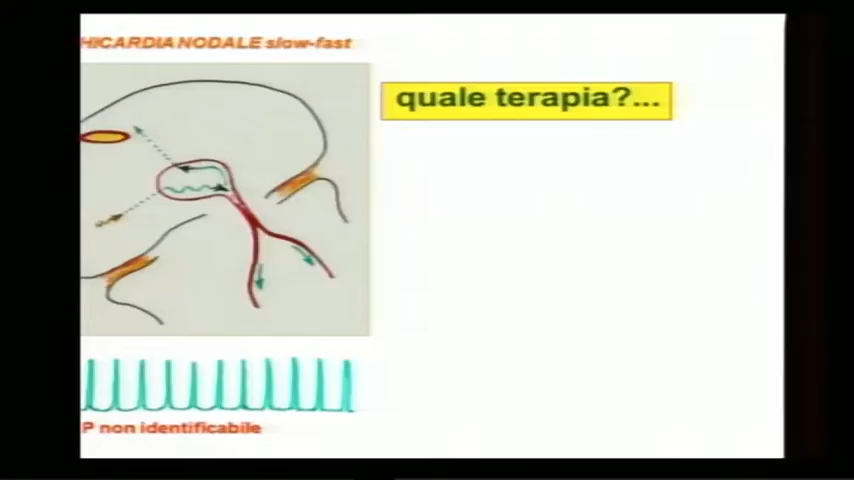 HICARDIA NODALE slow-fast
quale terapia?...
P non identificabile